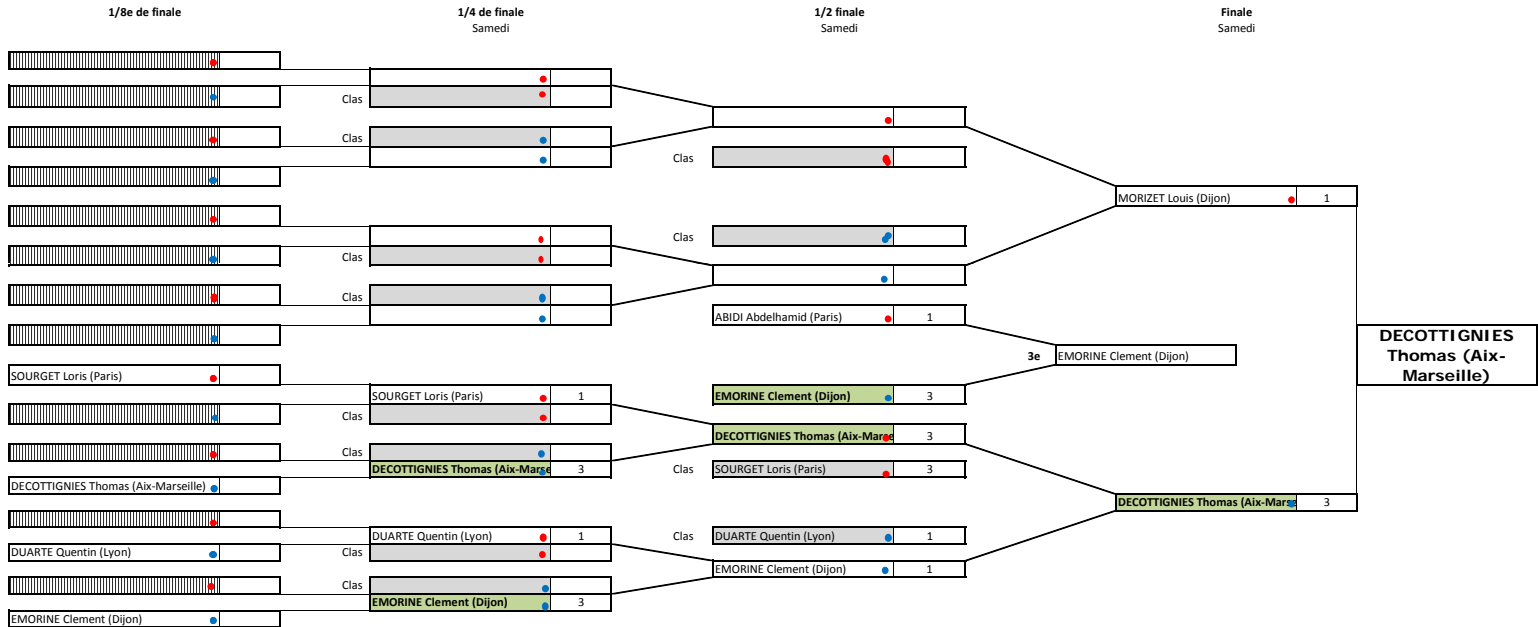 1/8e de finale 1/4 de finale 1/2 finale Finale
Samedi Samedi Samedi
Clas
Clas
Clas
MORIZET Louis (Dijon) 1
Clas
Clas
Clas
ABIDI Abdelhamid (Paris) 1
DECOTTIGNIES
Thomas (Aix-
Marseille)
3e EMORINE Clement (Dijon)
SOURGET Loris (Paris)
SOURGET Loris (Paris) 1 EMORINE Clement (Dijon) 3
Clas
DECOTTIGNIES Thomas (Aix-Marse 3
Clas
DECOTTIGNIES Thomas (Aix-Marse 3 Clas SOURGET Loris (Paris) 3
DECOTTIGNIES Thomas (Aix-Marseille)
DECOTTIGNIES Thomas (Aix-Marse 3
DUARTE Quentin (Lyon) 1 Clas DUARTE Quentin (Lyon) 1
DUARTE Quentin (Lyon) Clas
EMORINE Clement (Dijon) 1
Clas
EMORINE Clement (Dijon) 3
EMORINE Clement (Dijon)